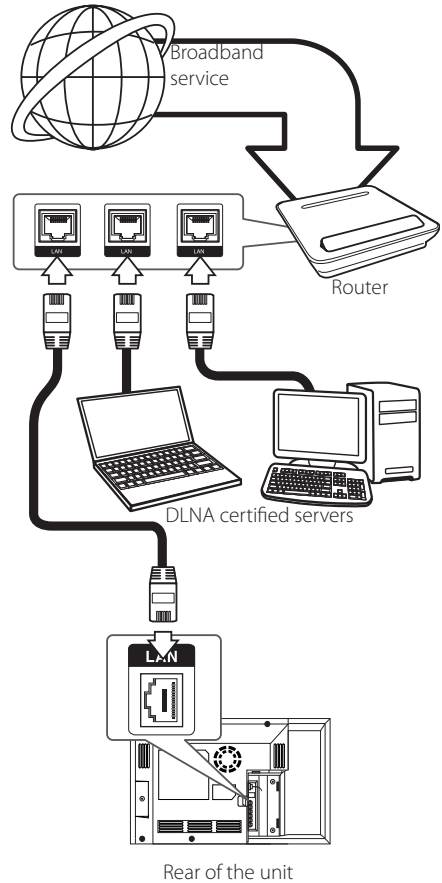 Broadband
service
LAN
LAN
LAN
Router
DLNA certified servers
LAN
Rear of the unit